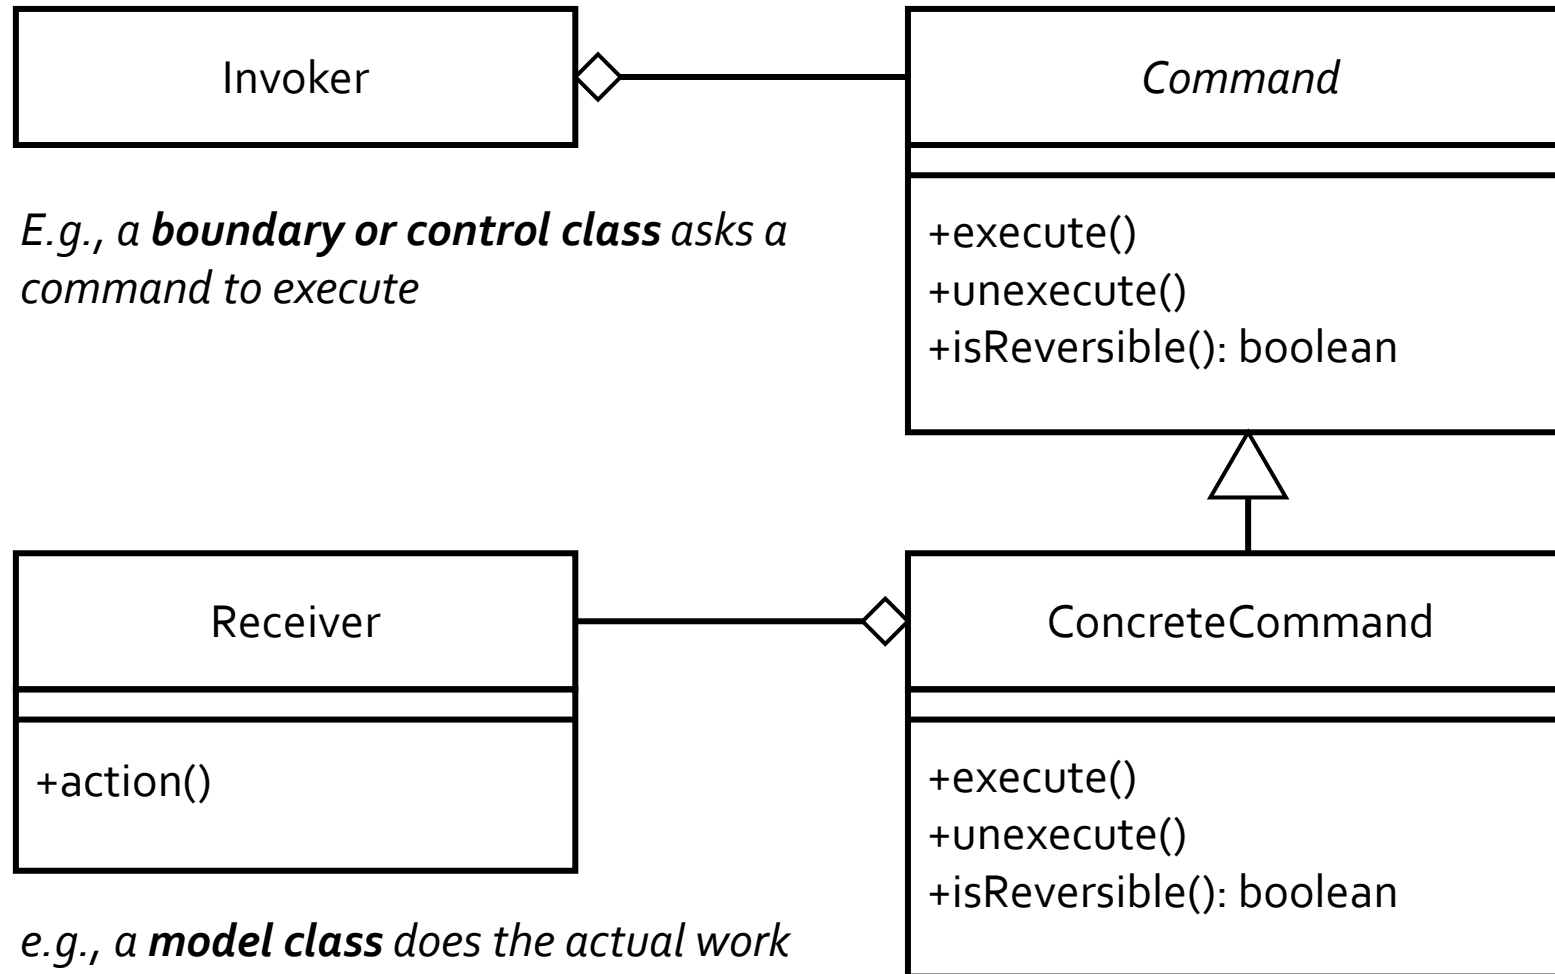 Invoker
Command
E.g., a boundary or control class asks a
command to execute
+execute()
+unexecute()
+isReversible(): boolean
Receiver
ConcreteCommand
+action()
+execute()
+unexecute()
+isReversible(): boolean
e.g., a model class does the actual work